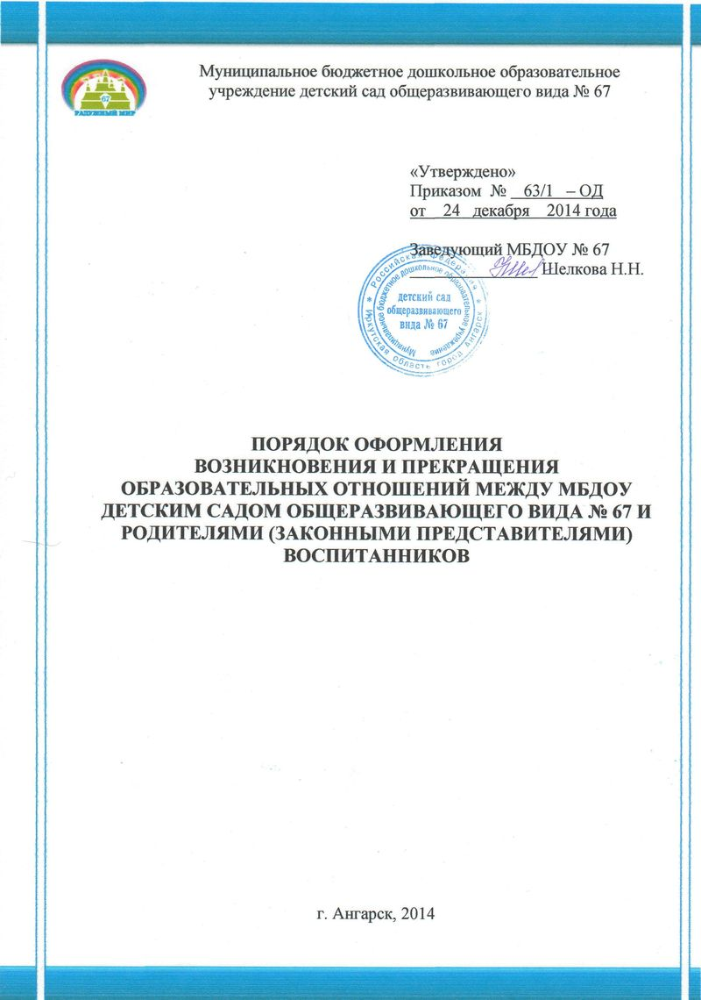 Муниципальное бюджетное дошкольное образовательное
учреждение детский сад общеразвивающего вида № 67
67
РАДУЖНЫЙ МИР
«Утверждено»
Приказом № 63/1 – ОД
от 24 декабря 2014 года
Заведующий МБДОУ № 67
Шелкова Н.Н.
* Российская Федерация * Иркутская область город Ангарск
Муниципальное бюджетное дошкольное образовательное учреждение
детский сад
общеразвивающего
вида № 67
ПОРЯДОК ОФОРМЛЕНИЯ
ВОЗНИКНОВЕНИЯ И ПРЕКРАЩЕНИЯ
ОБРАЗОВАТЕЛЬНЫХ ОТНОШЕНИЙ МЕЖДУ МБДОУ
ДЕТСКИМ САДОМ ОБЩЕРАЗВИВАЮЩЕГО ВИДА № 67 И
РОДИТЕЛЯМИ (ЗАКОННЫМИ ПРЕДСТАВИТЕЛЯМИ)
ВОСПИТАННИКОВ
г. Ангарск, 2014